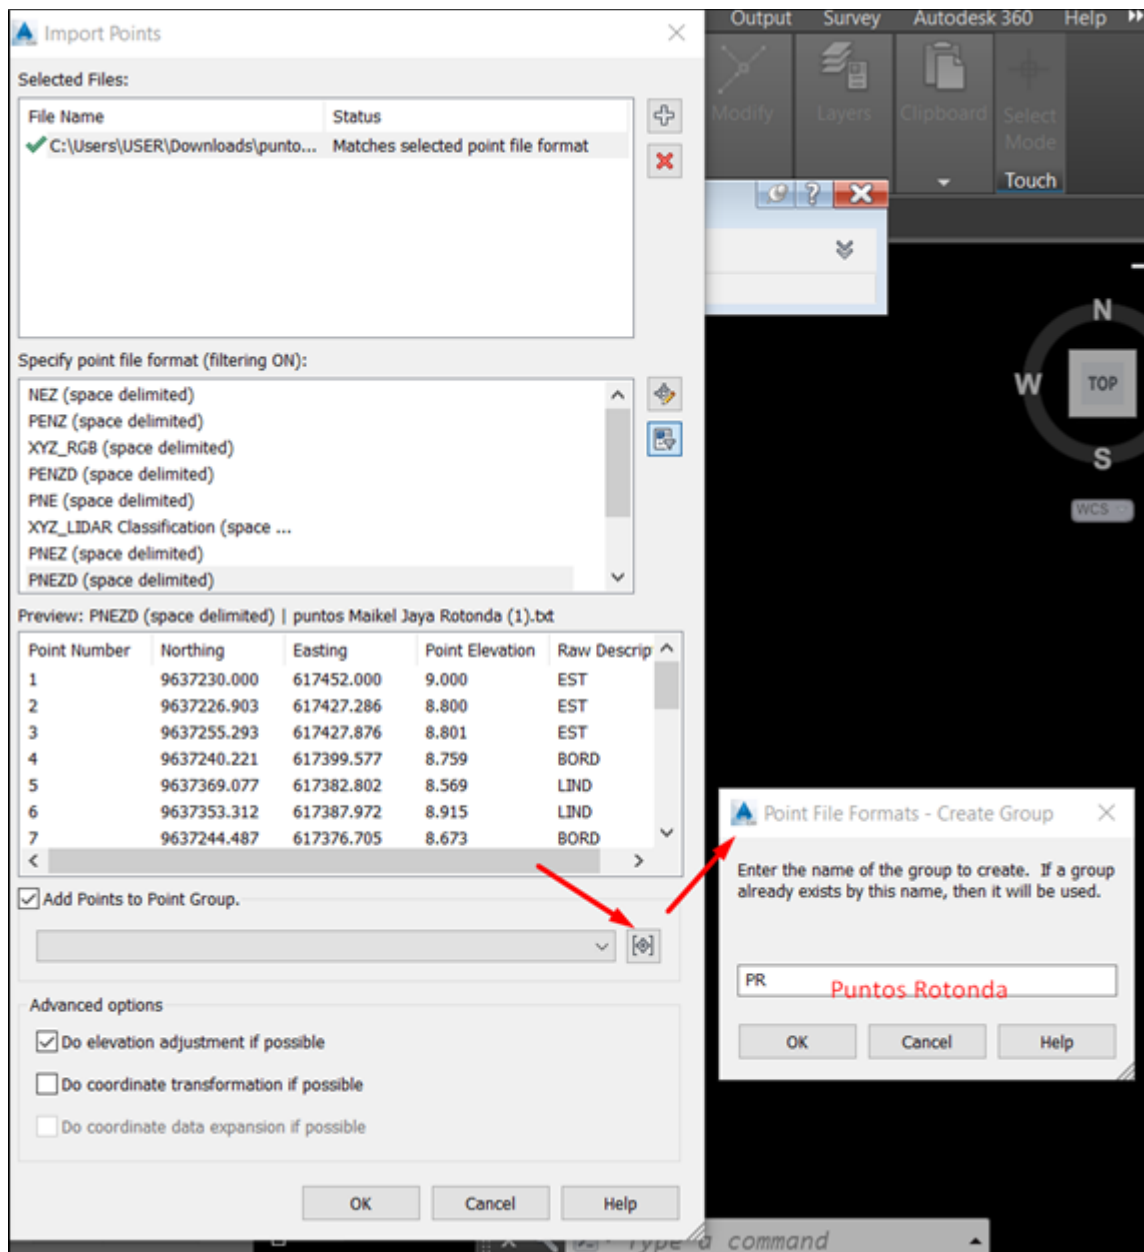 Import Points
Output Survey Autodesk 360 Help
Selected Files:
File Name Status
C:\Users\USER\Downloads\punto... Matches selected point file format
Modify Layers Clipboard Select Mode
Touch
Specify point file format (filtering ON):
NEZ (space delimited)
PENZ (space delimited)
XYZ_RGB (space delimited)
PENZD (space delimited)
PNE (space delimited)
XYZ_LIDAR Classification (space ...
PNEZ (space delimited)
PNEZD (space delimited)
N
W TOP
S
WCS
Preview: PNEZD (space delimited) | puntos Maikel Jaya Rotonda (1).txt
Point Number Northing Easting Point Elevation Raw Descrip
1 9637230.000 617452.000 9.000 EST
2 9637226.903 617427.286 8.800 EST
3 9637255.293 617427.876 8.801 EST
4 9637240.221 617399.577 8.759 BORD
5 9637369.077 617382.802 8.569 LIND
6 9637353.312 617387.972 8.915 LIND
7 9637244.487 617376.705 8.673 BORD
Add Points to Point Group.
Advanced options
Do elevation adjustment if possible
Do coordinate transformation if possible
Do coordinate data expansion if possible
OK Cancel Help
Point File Formats - Create Group
Enter the name of the group to create. If a group
already exists by this name, then it will be used.
PR
Puntos Rotonda
OK Cancel Help
Type a command